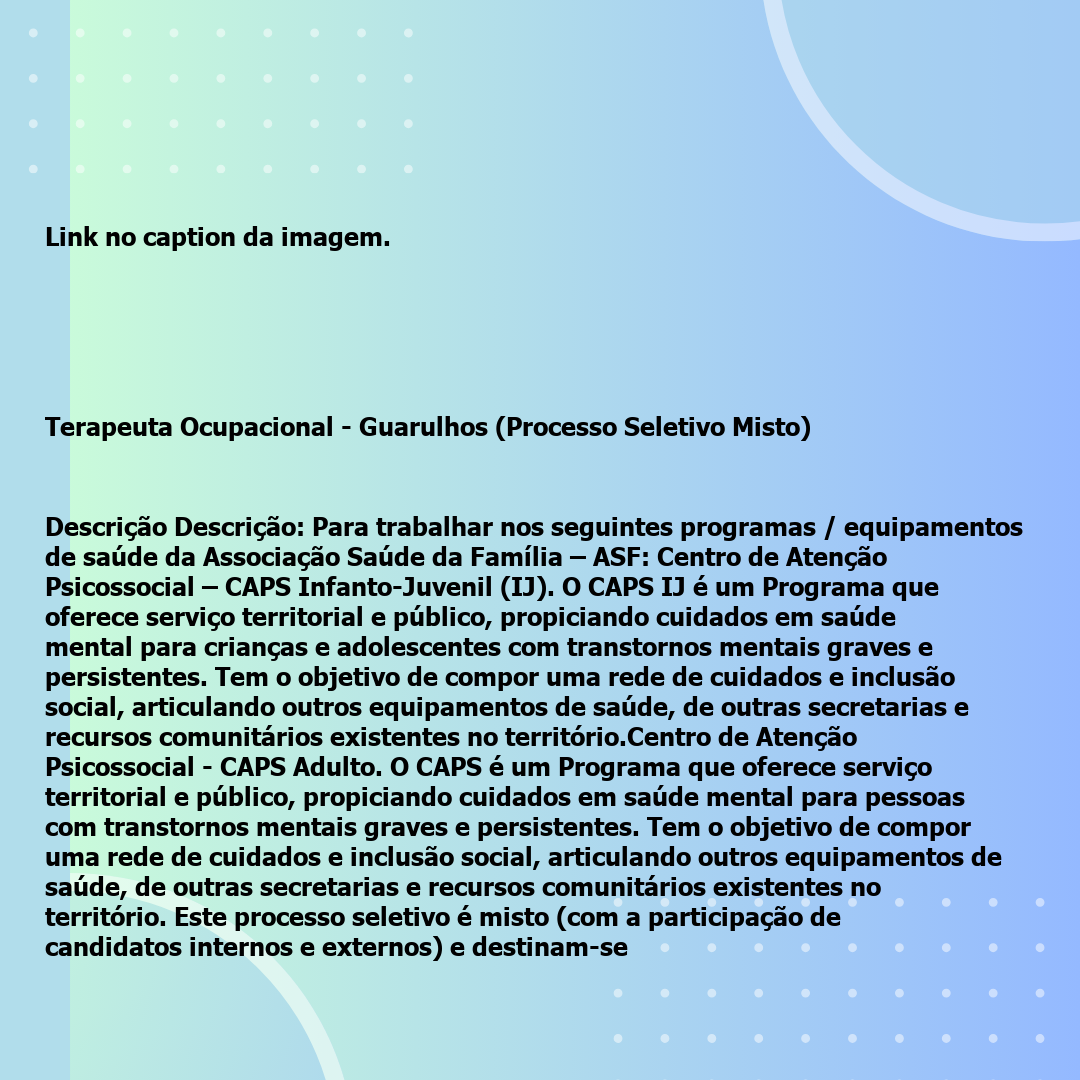 Link no caption da imagem.
Terapeuta Ocupacional - Guarulhos (Processo Seletivo Misto)
Descrição Descrição: Para trabalhar nos seguintes programas / equipamentos
de saúde da Associação Saúde da Família – ASF: Centro de Atenção
Psicossocial – CAPS Infanto-Juvenil (IJ). O CAPS IJ é um Programa que
oferece serviço territorial e público, propiciando cuidados em saúde
mental para crianças e adolescentes com transtornos mentais graves e
persistentes. Tem o objetivo de compor uma rede de cuidados e inclusão
social, articulando outros equipamentos de saúde, de outras secretarias e
recursos comunitários existentes no território.Centro de Atenção
Psicossocial - CAPS Adulto. O CAPS é um Programa que oferece serviço
territorial e público, propiciando cuidados em saúde mental para pessoas
com transtornos mentais graves e persistentes. Tem o objetivo de compor
uma rede de cuidados e inclusão social, articulando outros equipamentos de
saúde, de outras secretarias e recursos comunitários existentes no
território. Este processo seletivo é misto (com a participação de
candidatos internos e externos) e destinam-se